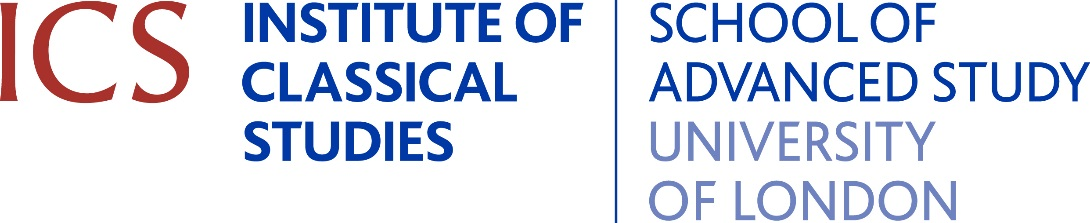 ICS
INSTITUTE OF
CLASSICAL
STUDIES
SCHOOL OF
ADVANCED STUDY
UNIVERSITY
OF LONDON